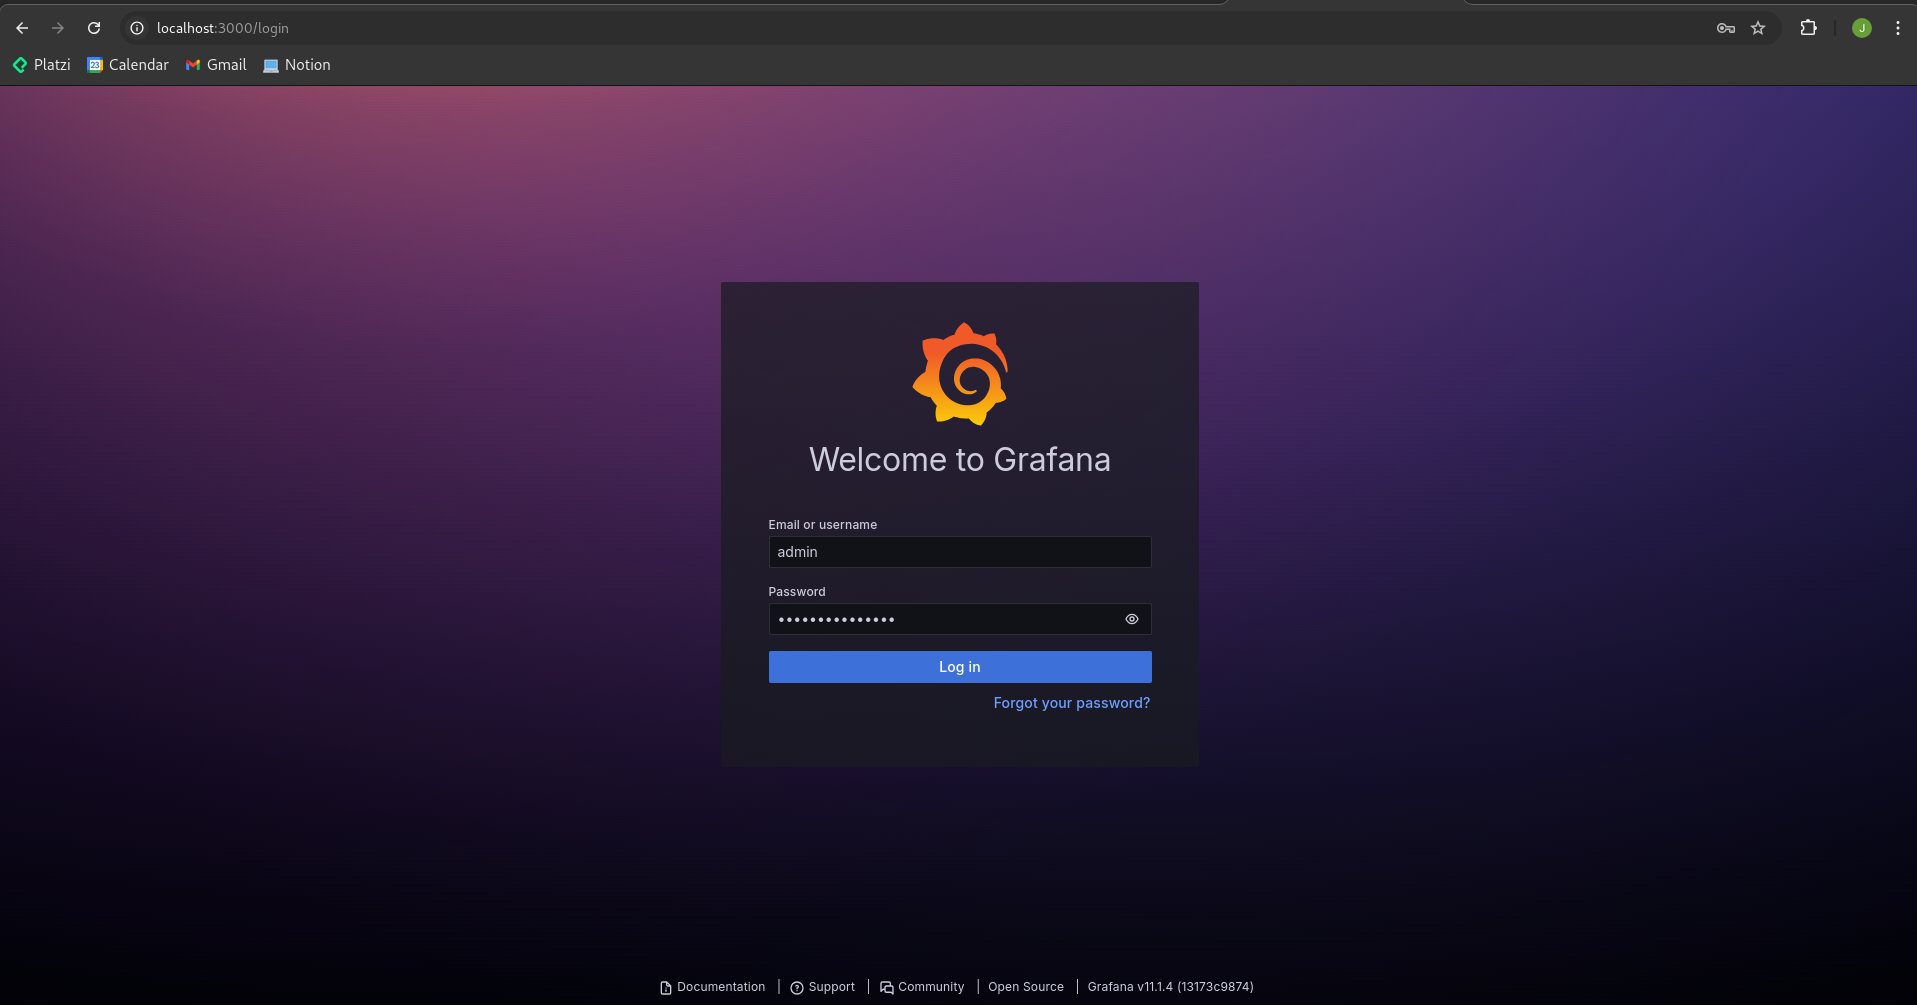 localhost:3000/login
Platzi Calendar Gmail Notion
Welcome to Grafana
Email or username
admin
Password
••••••••••••••
Log in
Forgot your password?
Documentation | Support | Community | Open Source | Grafana v11.1.4 (13173c9874)